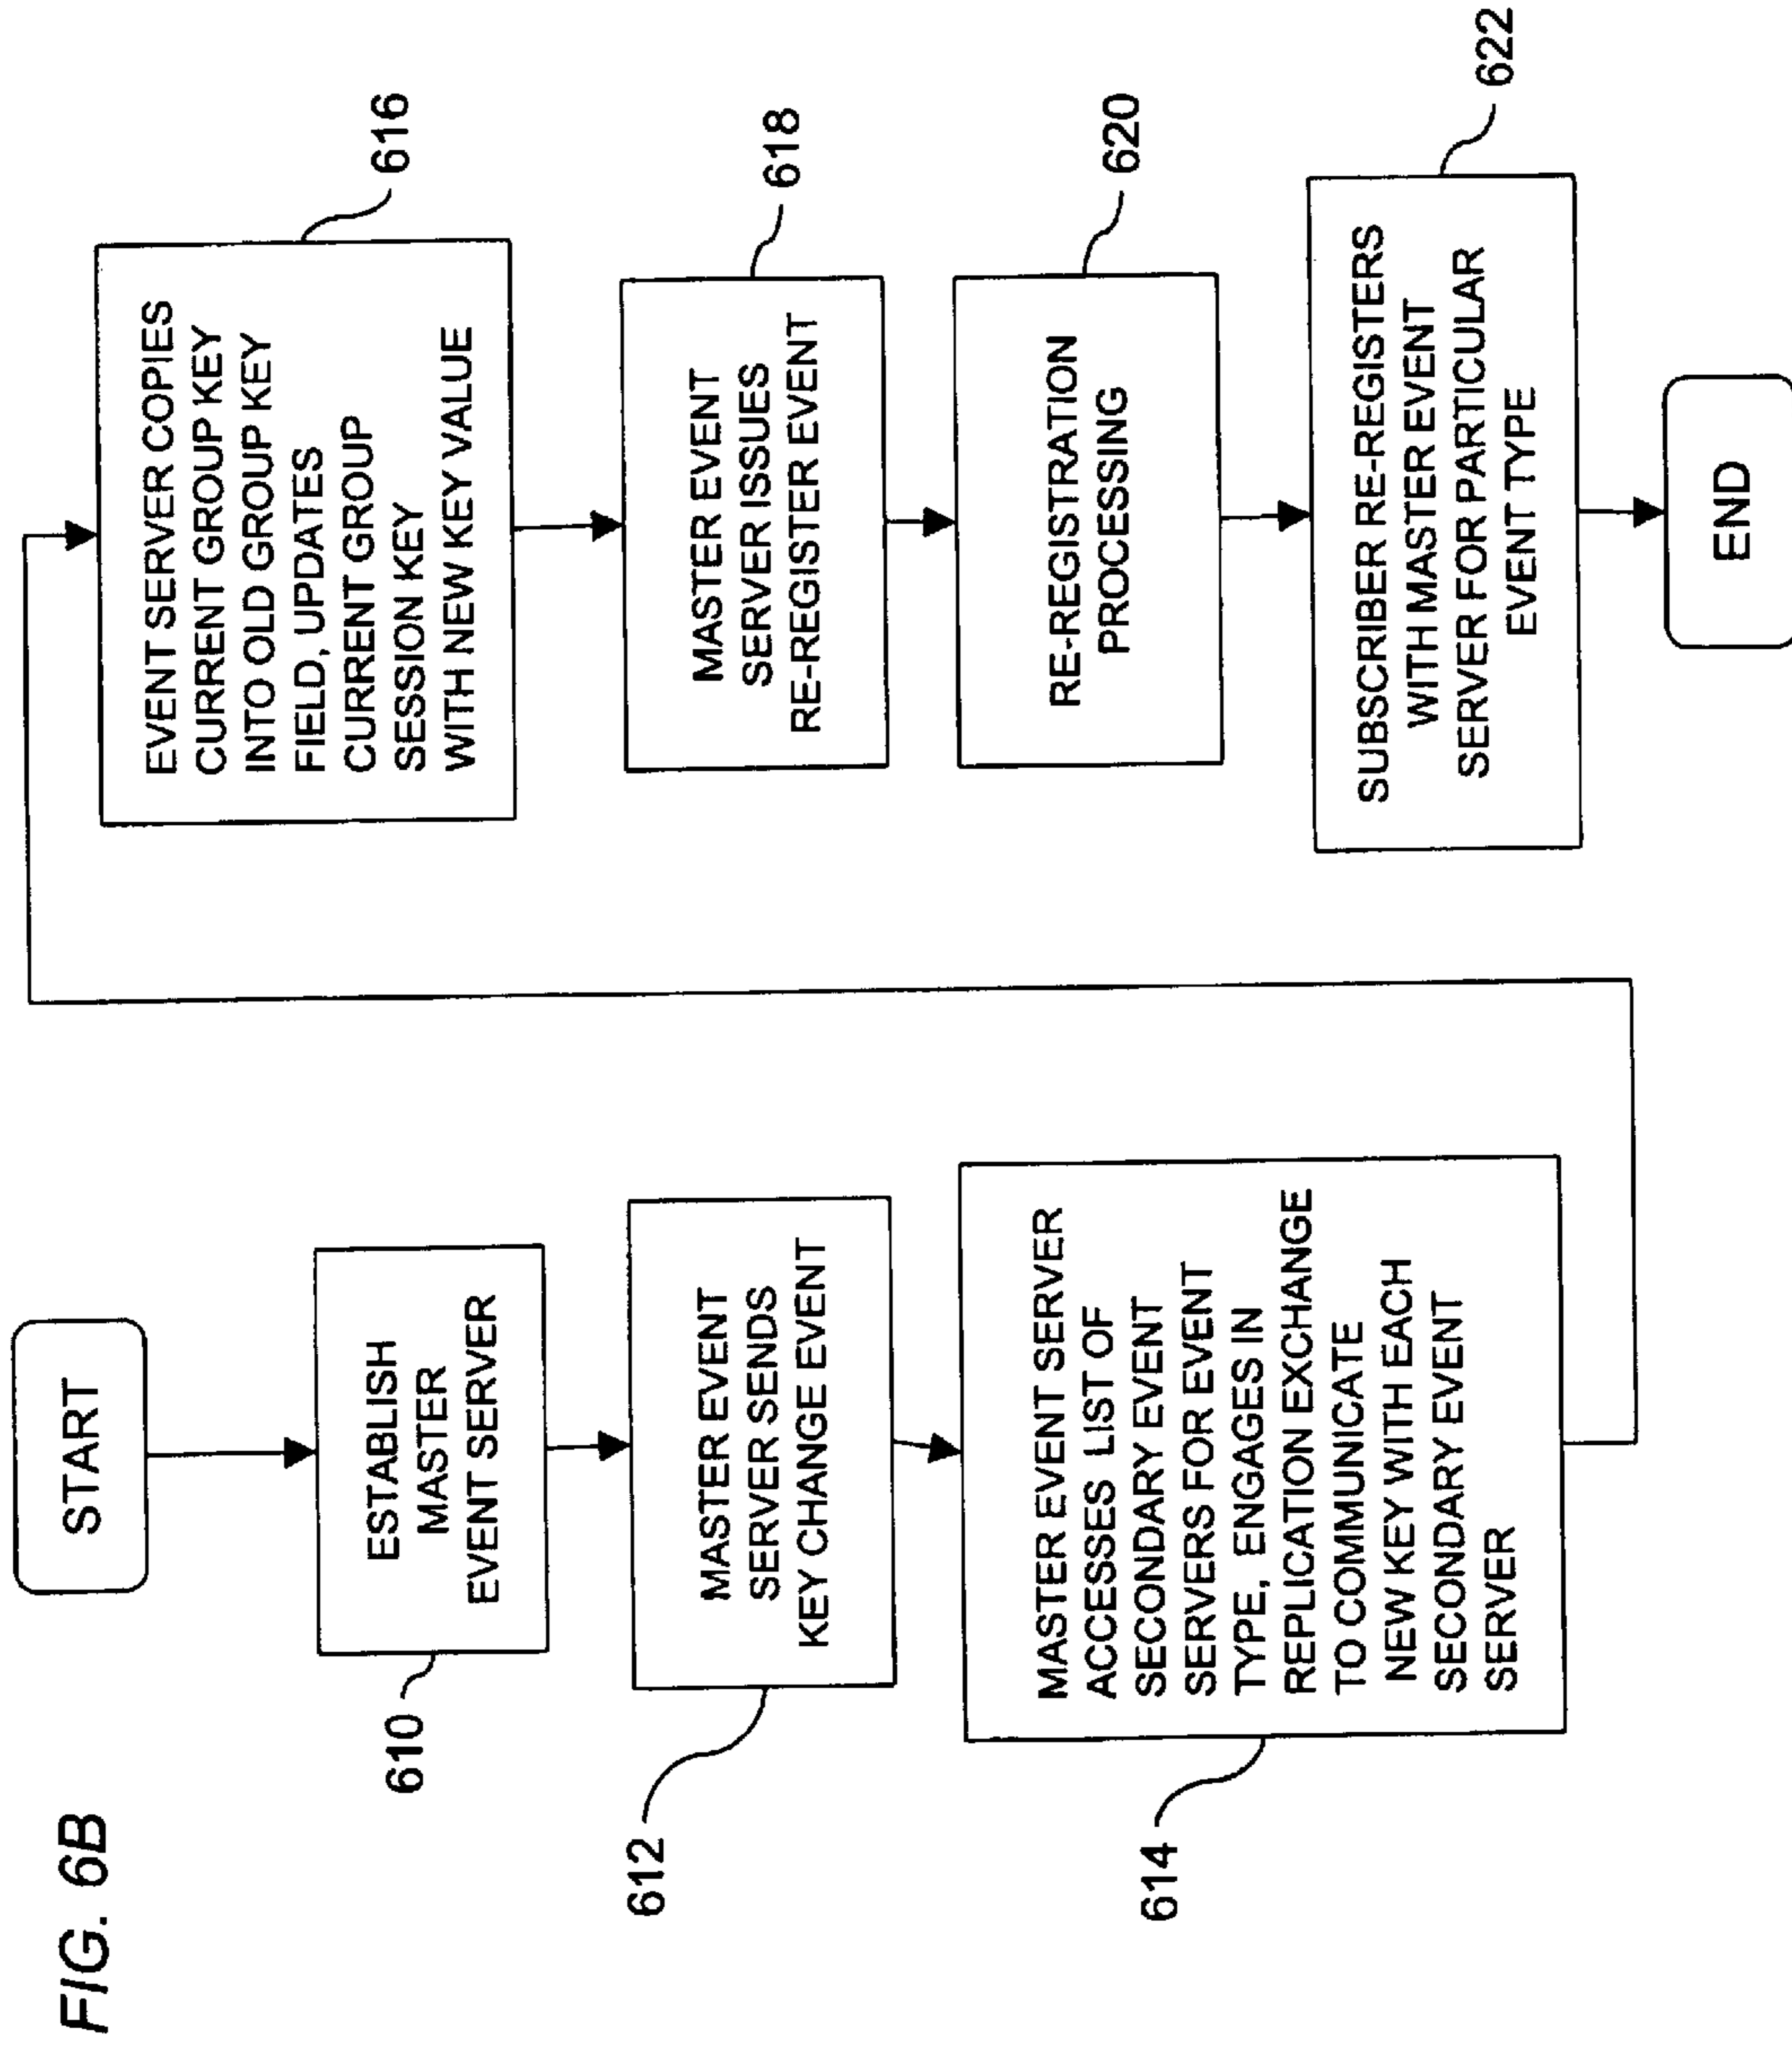 FIG. 6B
START
ESTABLISH
MASTER
EVENT SERVER
610
MASTER EVENT
SERVER SENDS
KEY CHANGE EVENT
612
MASTER EVENT SERVER
ACCESSES LIST OF
SECONDARY EVENT
SERVERS FOR EVENT
TYPE, ENGAGES IN
REPLICATION EXCHANGE
TO COMMUNICATE
NEW KEY WITH EACH
SECONDARY EVENT
SERVER
614
EVENT SERVER COPIES
CURRENT GROUP KEY
INTO OLD GROUP KEY
FIELD, UPDATES
CURRENT GROUP
SESSION KEY
WITH NEW KEY VALUE
616
MASTER EVENT
SERVER ISSUES
RE-REGISTER EVENT
618
RE-REGISTRATION
PROCESSING
620
SUBSCRIBER RE-REGISTERS
WITH MASTER EVENT
SERVER FOR PARTICULAR
EVENT TYPE
622
END